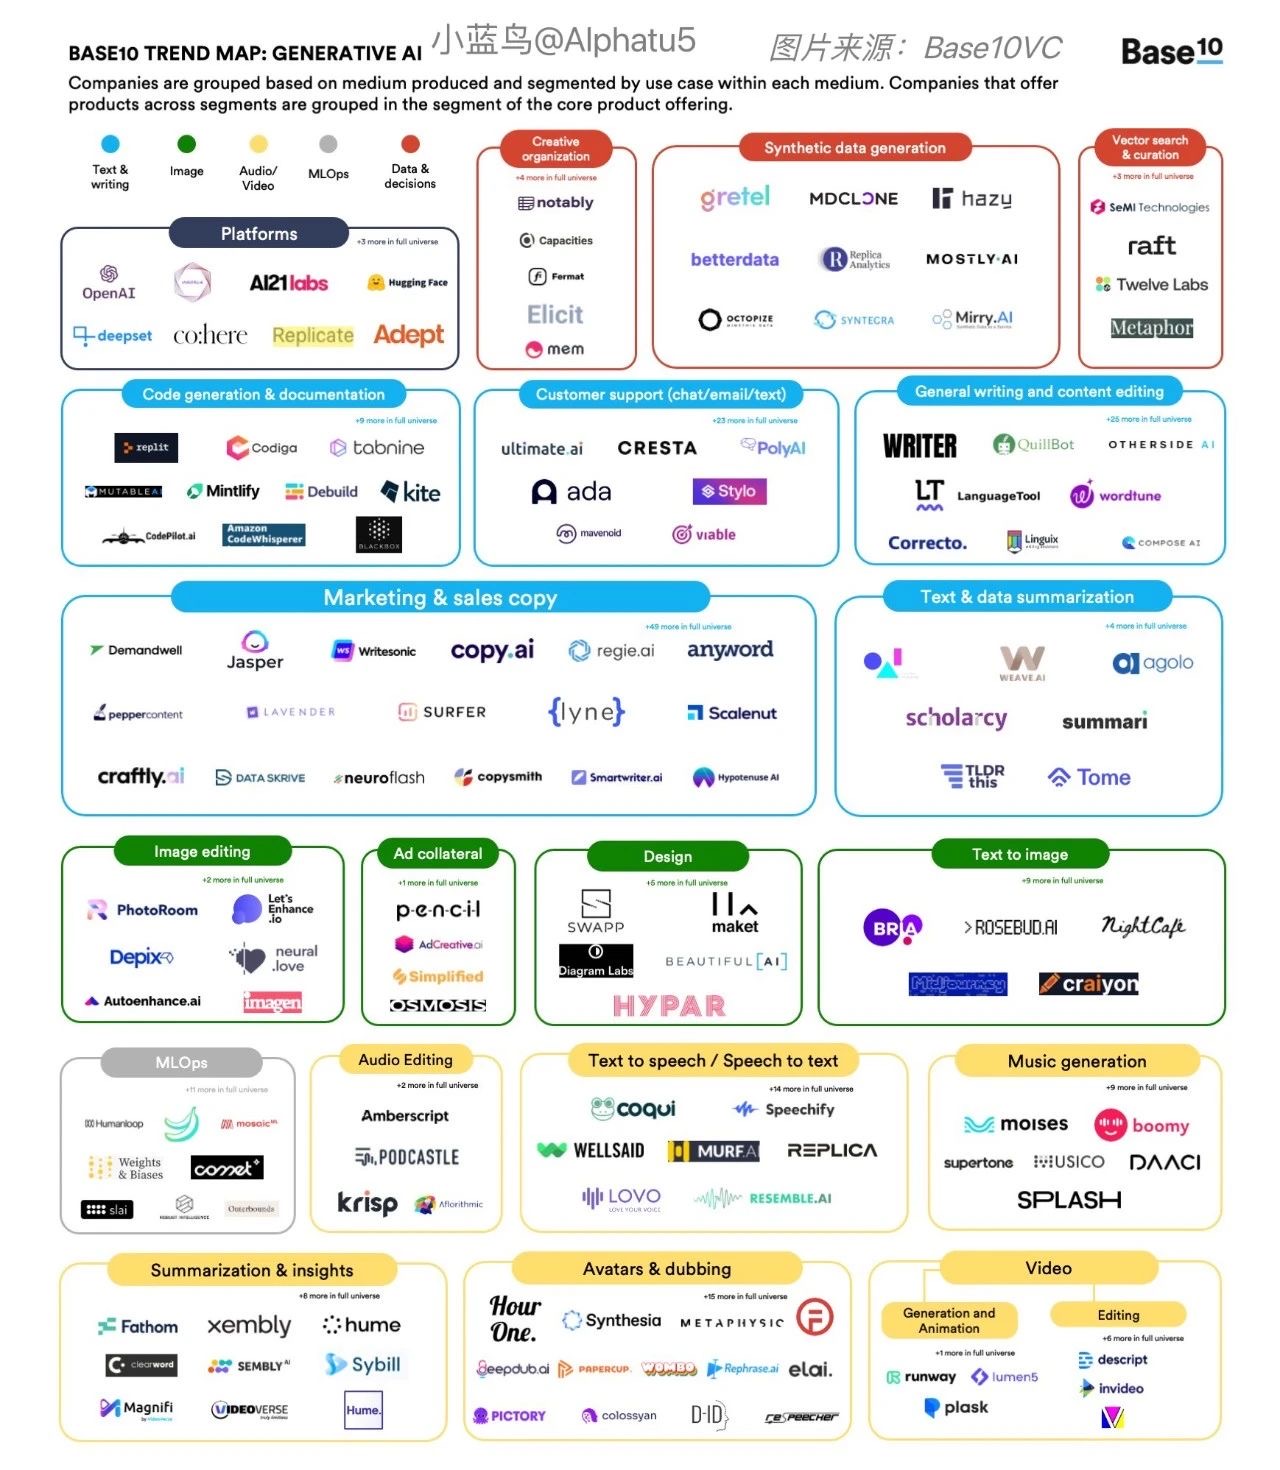 小蓝鸟@Alphatu5
图片来源：Base10VC
BASE10 TREND MAP: GENERATIVE AI
Base10
Companies are grouped based on medium produced and segmented by use case within each medium. Companies that offer
products across segments are grouped in the segment of the core product offering.
Text & writing
Image
Audio/ Video
MLOps
Data & decisions
Platforms
+3 more in full universe
OpenAI
AI21labs
Hugging Face
deepset
co:here
Replicate
Adept
Creative organization
+4 more in full universe
notably
Capacities
Fermat
Elicit
mem
Synthetic data generation
gretel
MDCLONE
hazy
betterdata
Replica Analytics
MOSTLY·AI
OCTOPIZE
SYNTEGRA
Mirry.AI
Vector search & curation
+3 more in full universe
SeMI Technologies
raft
Twelve Labs
Metaphor
Code generation & documentation
+9 more in full universe
replit
Codiga
tabnine
MUTABLEAI
Mintlify
Debuild
kite
CodePilot.ai
Amazon CodeWhisperer
BLACKBOX
Customer support (chat/email/text)
+23 more in full universe
ultimate.ai
CRESTA
PolyAI
ada
Stylo
mavenoid
viable
General writing and content editing
+25 more in full universe
WRITER
QuillBot
OTHERSIDE AI
LT
LanguageTool
wordtune
Correcto.
Linguix
COMPOSE AI
Marketing & sales copy
+49 more in full universe
Demandwell
Jasper
WS Writesonic
copy.ai
regie.ai
anyword
peppercontent
LAVENDER
SURFER
{lyne}
Scalenut
craftly.ai
DATA SKRIVE
neuroflash
copysmith
Smartwriter.ai
Hypotenuse AI
Text & data summarization
+4 more in full universe
WEAVE.AI
agolo
scholarcy
summari
TLDR this
Tome
Image editing
+2 more in full universe
PhotoRoom
Let's Enhance .io
Depix
neural .love
Autoenhance.ai
imagen
Ad collateral
+1 more in full universe
p·e·n·c·i·l
AdCreative.ai
Simplified
OSMOSIS
Design
+6 more in full universe
SWAPP
maket
Diagram Labs
BEAUTIFUL[AI]
HYPAR
Text to image
+9 more in full universe
BRIA
>ROSEBUD.AI
NightCafé
Midjourney
craiyon
MLOps
+11 more in full universe
Humanloop
mosaic ML
Weights & Biases
comet
slai
ROBUST INTELLIGENCE
Outerbounds
Audio Editing
+2 more in full universe
Amberscript
PODCASTLE
krisp
Aflorithmic
Text to speech / Speech to text
+14 more in full universe
coqui
Speechify
WELLSAID
MURF.AI
REPLICA
LOVO
LOVE YOUR VOICE
RESEMBLE.AI
Music generation
+9 more in full universe
moises
boomy
supertone
MUSICO
DAACI
SPLASH
Summarization & insights
+8 more in full universe
Fathom
xembly
hume
clearword
SEMBLY AI
Sybill
Magnifi
VIDEOVERSE
Hume.
Avatars & dubbing
+15 more in full universe
Hour One.
Synthesia
METAPHYSIC
deepdub.ai
PAPERCUP.
WOMBO
Rephrase.ai
elai.
PICTORY
colossyan
D-ID
reSpeecher
Video
Generation and Animation
+1 more in full universe
runway
lumen5
plask
Editing
+6 more in full universe
descript
invideo